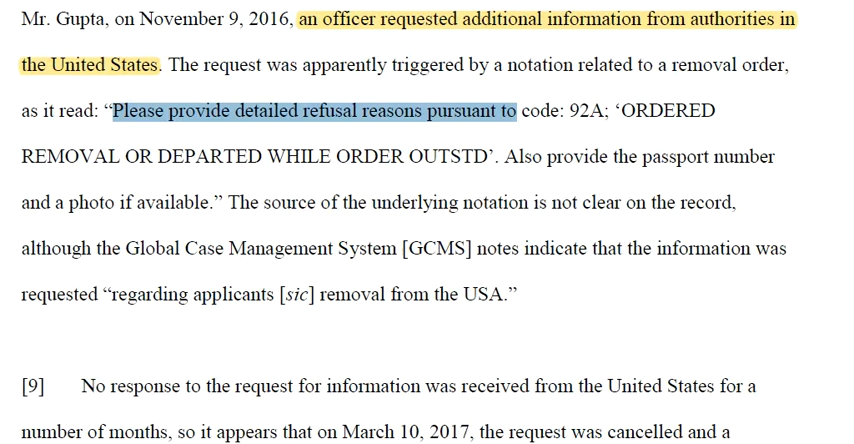 Mr. Gupta, on November 9, 2016, an officer requested additional information from authorities in
the United States. The request was apparently triggered by a notation related to a removal order,
as it read: “Please provide detailed refusal reasons pursuant to code: 92A; ‘ORDERED
REMOVAL OR DEPARTED WHILE ORDER OUTSTD’. Also provide the passport number
and a photo if available.” The source of the underlying notation is not clear on the record,
although the Global Case Management System [GCMS] notes indicate that the information was
requested “regarding applicants [sic] removal from the USA.”
[9] No response to the request for information was received from the United States for a
number of months, so it appears that on March 10, 2017, the request was cancelled and a